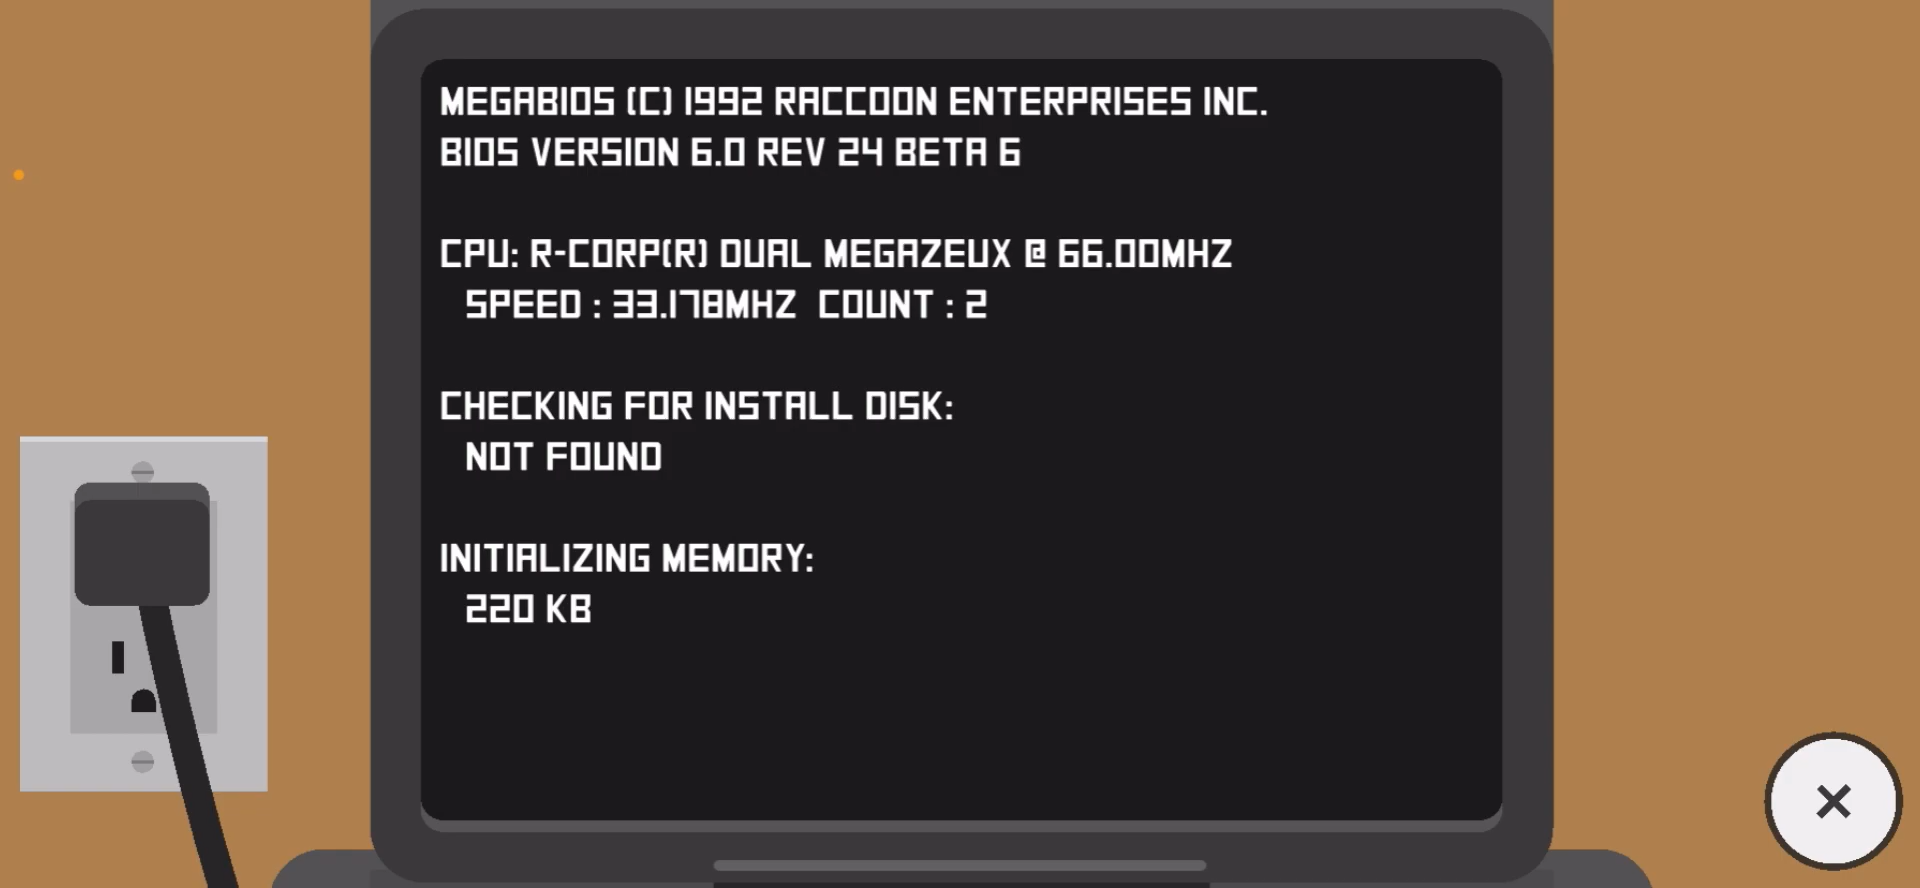 MEGABIOS (C) 1992 RACCOON ENTERPRISES INC.
BIOS VERSION 6.0 REV 24 BETA 6
CPU: R-CORP(R) DUAL MEGAZEUX @ 66.00MHZ
SPEED : 33.178MHZ COUNT : 2
CHECKING FOR INSTALL DISK:
NOT FOUND
INITIALIZING MEMORY:
220 KB